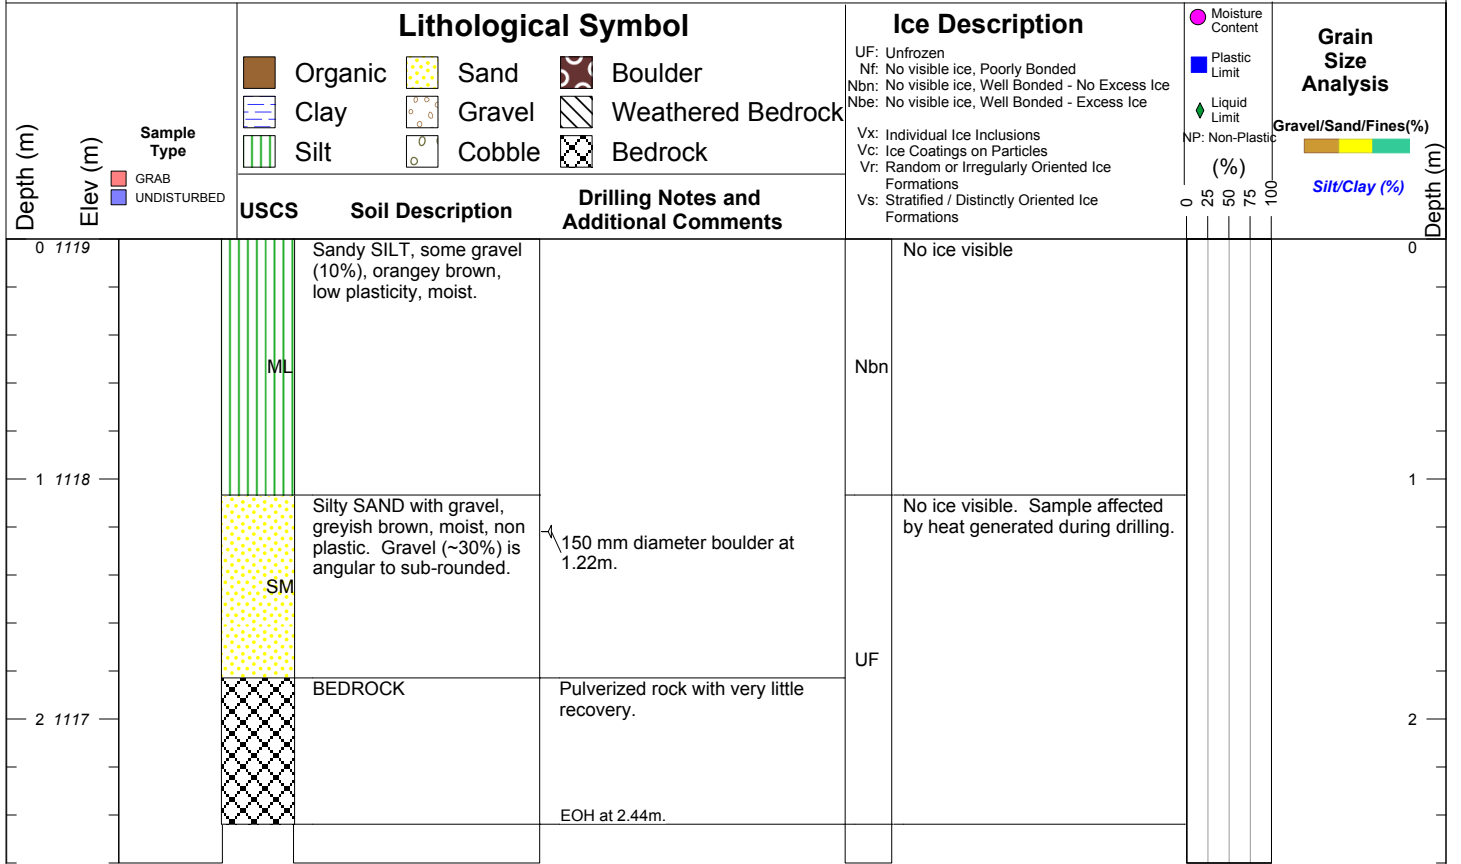 Lithological Symbol
Organic
Sand
Boulder
Clay
Gravel
Weathered Bedrock
Silt
Cobble
Bedrock
Ice Description
UF: Unfrozen
Nf: No visible ice, Poorly Bonded
Nbn: No visible ice, Well Bonded - No Excess Ice
Nbe: No visible ice, Well Bonded - Excess Ice
Vx: Individual Ice Inclusions
Vc: Ice Coatings on Particles
Vr: Random or Irregularly Oriented Ice
Formations
Vs: Stratified / Distinctly Oriented Ice
Formations
Moisture
Content
Plastic
Limit
Liquid
Limit
NP: Non-Plastic
(%)
0 25 50 75 100
Grain
Size
Analysis
Gravel/Sand/Fines(%)
Silt/Clay (%)
Depth (m)
Depth (m)
Elev (m)
Sample
Type
GRAB
UNDISTURBED
USCS
Soil Description
Drilling Notes and
Additional Comments
0 1119
Sandy SILT, some gravel
(10%), orangey brown,
low plasticity, moist.
No ice visible
0
ML
Nbn
1 1118
1
Silty SAND with gravel,
greyish brown, moist, non
plastic. Gravel (~30%) is
angular to sub-rounded.
150 mm diameter boulder at
1.22m.
No ice visible. Sample affected
by heat generated during drilling.
SM
UF
BEDROCK
Pulverized rock with very little
recovery.
2 1117
2
EOH at 2.44m.